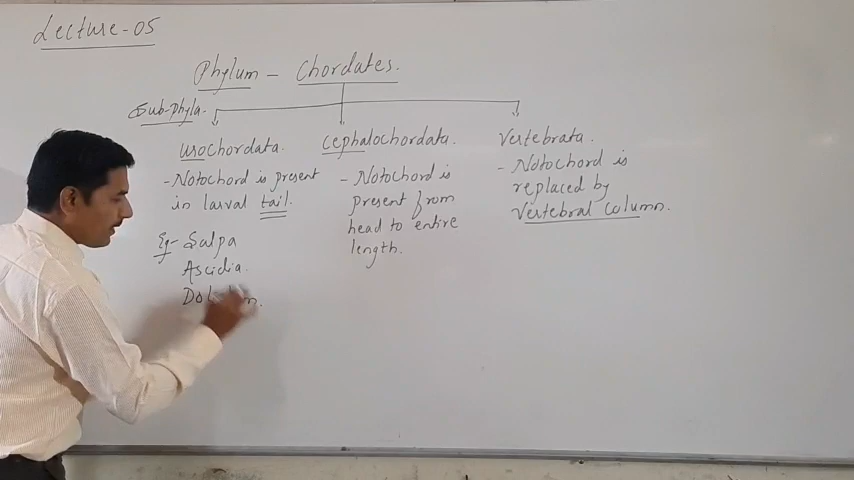 Lecture-05
Phylum - Chordates.
Sub-phyla.
Urochordata.
- Notochord is present
in larval tail.
Eg- Salpa
Ascidia.
Cephalochordata.
- Notochord is
present from
head to entire
length.
Vertebrata.
- Notochord is
replaced by
Vertebral column.